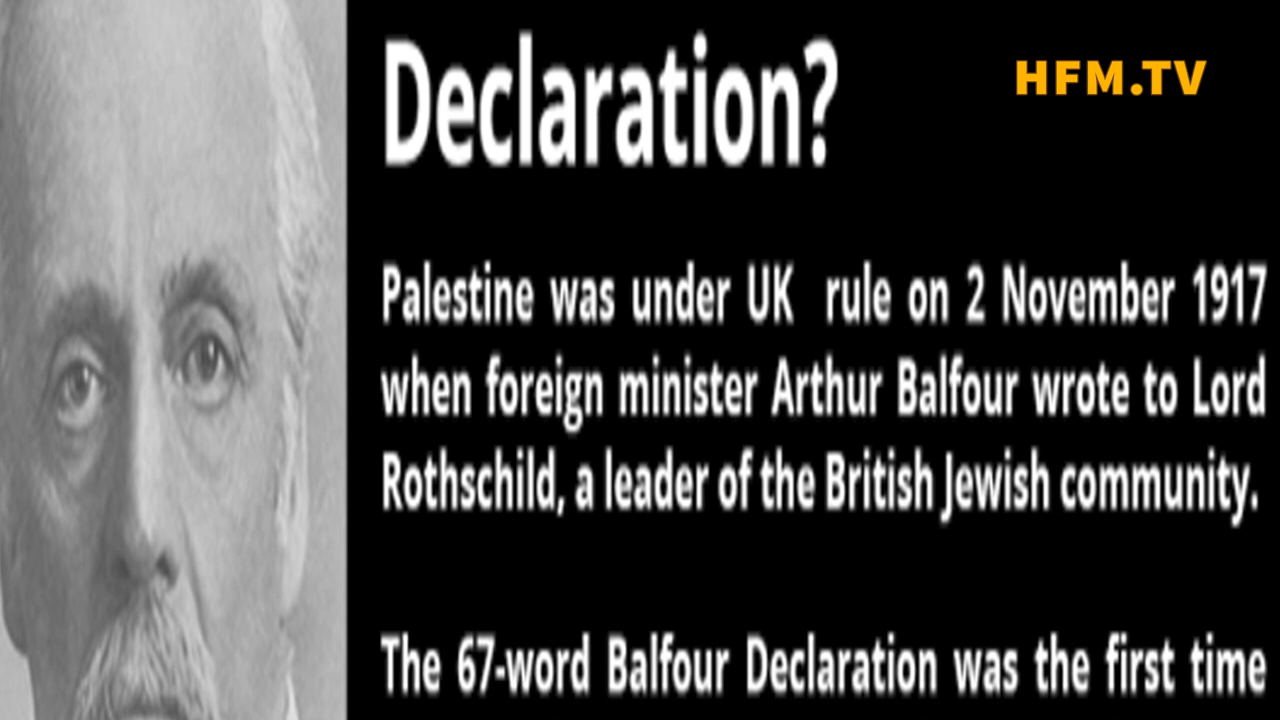 Declaration?
HFM.TV
Palestine was under UK rule on 2 November 1917
when foreign minister Arthur Balfour wrote to Lord
Rothschild, a leader of the British Jewish community.
The 67-word Balfour Declaration was the first time